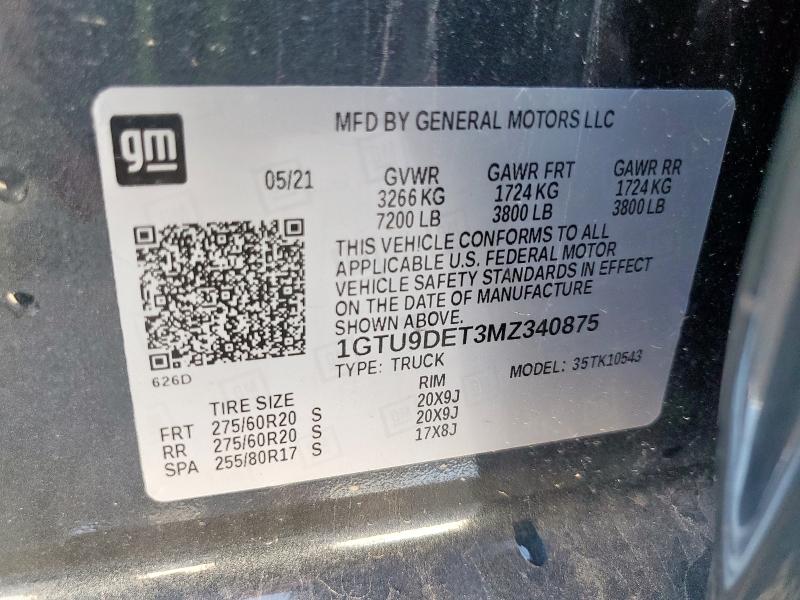 gm
MFD BY GENERAL MOTORS LLC
05/21
GVWR GAWR FRT GAWR RR
3266 KG 1724 KG 1724 KG
7200 LB 3800 LB 3800 LB
THIS VEHICLE CONFORMS TO ALL
APPLICABLE U.S. FEDERAL MOTOR
VEHICLE SAFETY STANDARDS IN EFFECT
ON THE DATE OF MANUFACTURE
SHOWN ABOVE.
1GTU9DET3MZ340875
TYPE: TRUCK MODEL: 35TK10543
626D
TIRE SIZE RIM
FRT 275/60R20 S 20X9J
RR 275/60R20 S 20X9J
SPA 255/80R17 S 17X8J